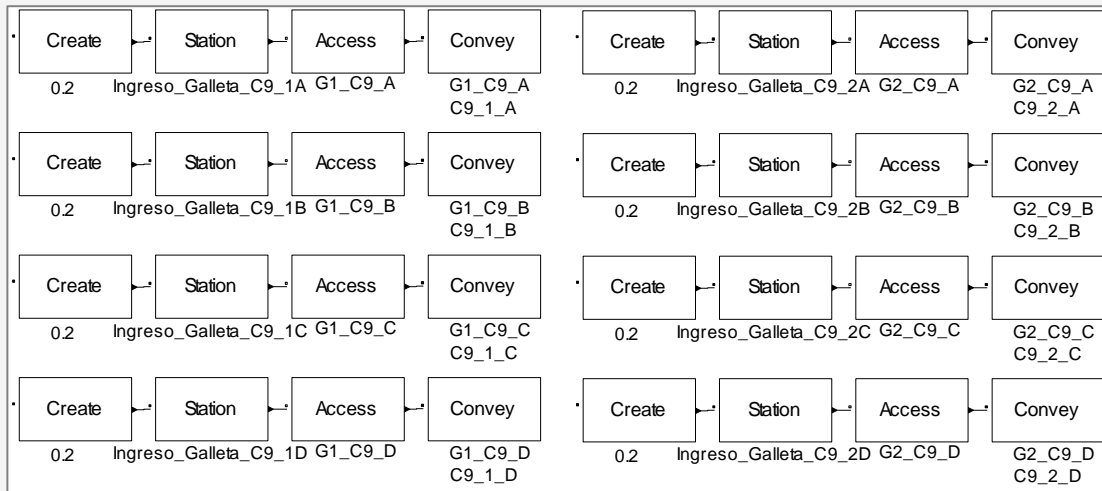 Create Station Access Convey Create Station Access Convey
0.2 Ingreso_Galleta_C9_1A G1_C9_A G1_C9_A 0.2 Ingreso_Galleta_C9_2A G2_C9_A G2_C9_A
C9_1_A C9_2_A
Create Station Access Convey Create Station Access Convey
0.2 Ingreso_Galleta_C9_1B G1_C9_B G1_C9_B 0.2 Ingreso_Galleta_C9_2B G2_C9_B G2_C9_B
C9_1_B C9_2_B
Create Station Access Convey Create Station Access Convey
0.2 Ingreso_Galleta_C9_1C G1_C9_C G1_C9_C 0.2 Ingreso_Galleta_C9_2C G2_C9_C G2_C9_C
C9_1_C C9_2_C
Create Station Access Convey Create Station Access Convey
0.2 Ingreso_Galleta_C9_1D G1_C9_D G1_C9_D 0.2 Ingreso_Galleta_C9_2D G2_C9_D G2_C9_D
C9_1_D C9_2_D